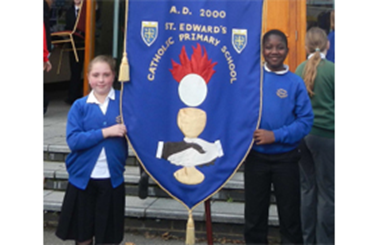 A.D. 2000
ST. EDWARD'S
CATHOLIC PRIMARY SCHOOL